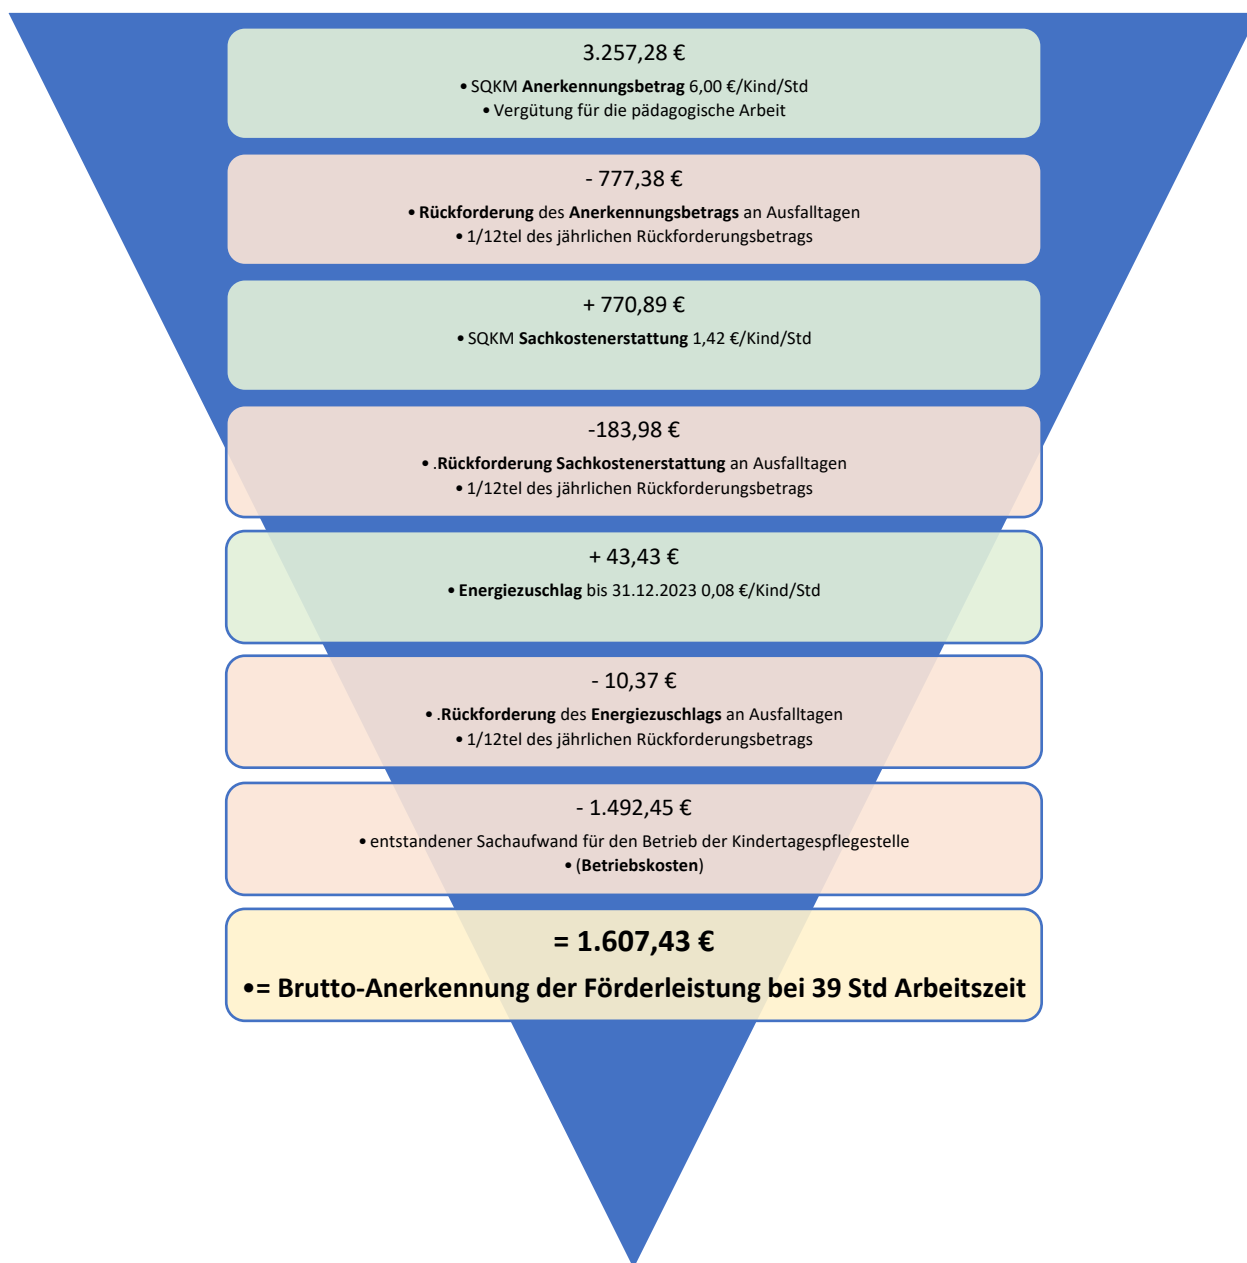 3.257,28 €
• SQKM Anerkennungsbetrag 6,00 €/Kind/Std
• Vergütung für die pädagogische Arbeit
- 777,38 €
• Rückforderung des Anerkennungsbetrags an Ausfalltagen
• 1/12tel des jährlichen Rückforderungsbetrags
+ 770,89 €
• SQKM Sachkostenerstattung 1,42 €/Kind/Std
-183,98 €
• .Rückforderung Sachkostenerstattung an Ausfalltagen
• 1/12tel des jährlichen Rückforderungsbetrags
+ 43,43 €
• Energiezuschlag bis 31.12.2023 0,08 €/Kind/Std
- 10,37 €
• .Rückforderung des Energiezuschlags an Ausfalltagen
• 1/12tel des jährlichen Rückforderungsbetrags
- 1.492,45 €
• entstandener Sachaufwand für den Betrieb der Kindertagespflegestelle
• (Betriebskosten)
= 1.607,43 €
•= Brutto-Anerkennung der Förderleistung bei 39 Std Arbeitszeit